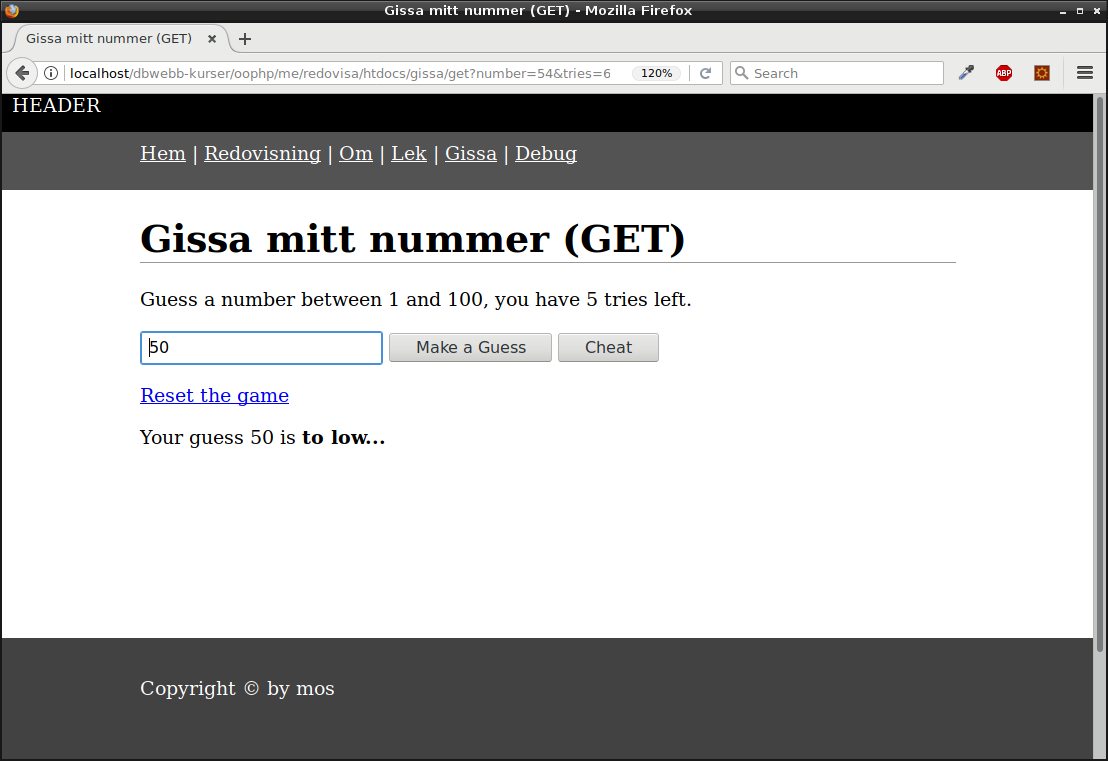 Gissa mitt nummer (GET) - Mozilla Firefox
Gissa mitt nummer (GET)
localhost/dbwebb-kurser/oophp/me/redovisa/htdocs/gissa/get?number=54&tries=6 120% Search ABP
HEADER
Hem | Redovisning | Om | Lek | Gissa | Debug
Gissa mitt nummer (GET)
Guess a number between 1 and 100, you have 5 tries left.
50 Make a Guess Cheat
Reset the game
Your guess 50 is to low...
Copyright © by mos